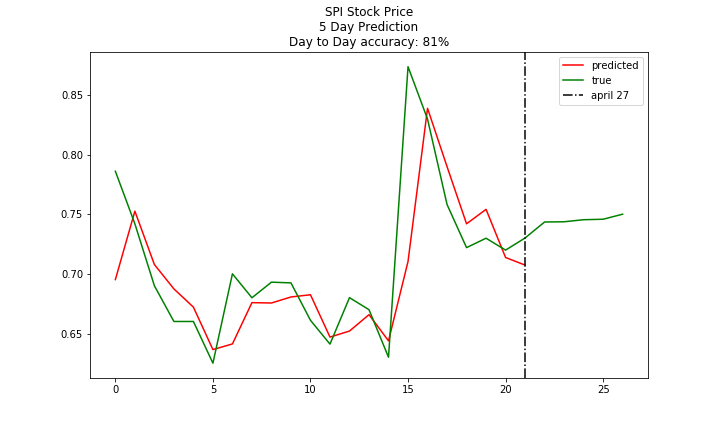 SPI Stock Price
5 Day Prediction
Day to Day accuracy: 81%
predicted
true
april 27
0.85
0.80
0.75
0.70
0.65
0
5
10
15
20
25